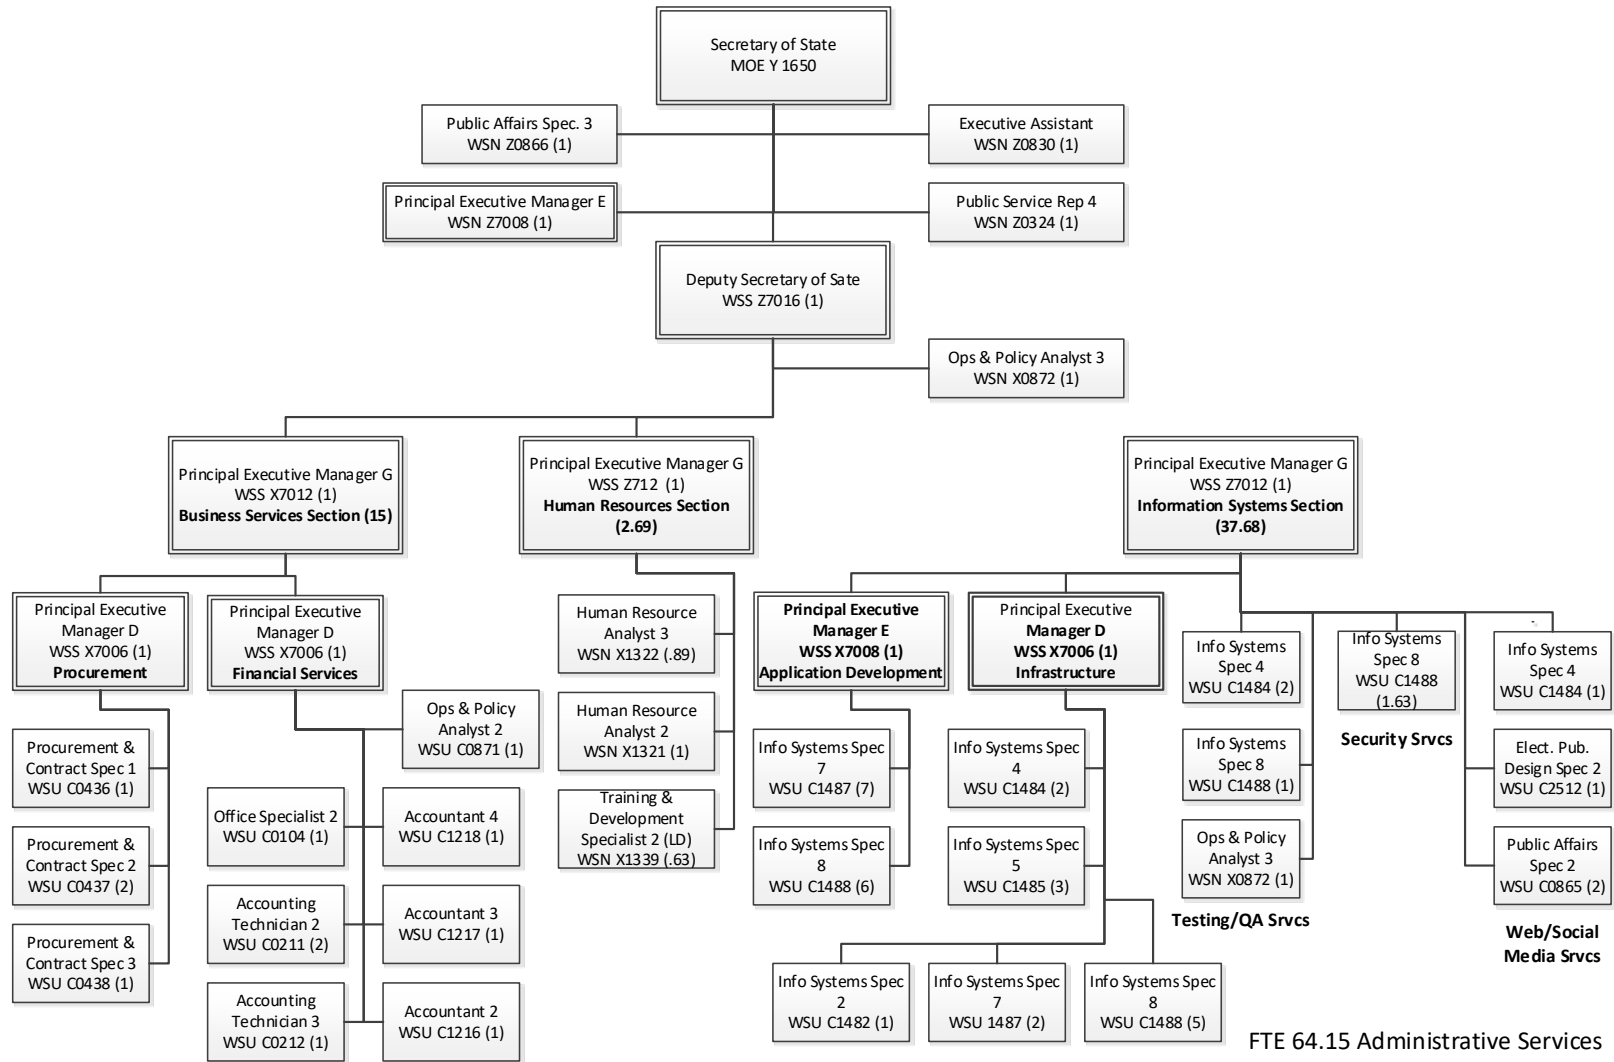 Secretary of State
MOE Y 1650
Public Affairs Spec. 3
WSN Z0866 (1)
Executive Assistant
WSN Z0830 (1)
Principal Executive Manager E
WSN Z7008 (1)
Public Service Rep 4
WSN Z0324 (1)
Deputy Secretary of Sate
WSS Z7016 (1)
Ops & Policy Analyst 3
WSN X0872 (1)
Principal Executive Manager G
WSS X7012 (1)
Business Services Section (15)
Principal Executive Manager G
WSS Z712 (1)
Human Resources Section
(2.69)
Principal Executive Manager G
WSS Z7012 (1)
Information Systems Section
(37.68)
Principal Executive
Manager D
WSS X7006 (1)
Procurement
Principal Executive
Manager D
WSS X7006 (1)
Financial Services
Ops & Policy
Analyst 2
WSU C0871 (1)
Procurement &
Contract Spec 1
WSU C0436 (1)
Procurement &
Contract Spec 2
WSU C0437 (2)
Procurement &
Contract Spec 3
WSU C0438 (1)
Office Specialist 2
WSU C0104 (1)
Accountant 4
WSU C1218 (1)
Accounting
Technician 2
WSU C0211 (2)
Accountant 3
WSU C1217 (1)
Accounting
Technician 3
WSU C0212 (1)
Accountant 2
WSU C1216 (1)
Human Resource
Analyst 3
WSN X1322 (.89)
Human Resource
Analyst 2
WSN X1321 (1)
Training &
Development
Specialist 2 (LD)
WSN X1339 (.63)
Principal Executive
Manager E
WSS X7008 (1)
Application Development
Principal Executive
Manager D
WSS X7006 (1)
Infrastructure
Info Systems Spec
7
WSU C1487 (7)
Info Systems Spec
8
WSU C1488 (6)
Info Systems Spec
4
WSU C1484 (2)
Info Systems Spec
5
WSU C1485 (3)
Info Systems Spec
2
WSU C1482 (1)
Info Systems Spec
7
WSU 1487 (2)
Info Systems Spec
8
WSU C1488 (5)
Info Systems
Spec 4
WSU C1484 (2)
Info Systems
Spec 8
WSU C1488 (1)
Ops & Policy
Analyst 3
WSN X0872 (1)
Testing/QA Srvcs
Info Systems
Spec 8
WSU C1488
(1.63)
Security Srvcs
Info Systems
Spec 4
WSU C1484 (1)
Elect. Pub.
Design Spec 2
WSU C2512 (1)
Public Affairs
Spec 2
WSU C0865 (2)
Web/Social
Media Srvcs
FTE 64.15 Administrative Services